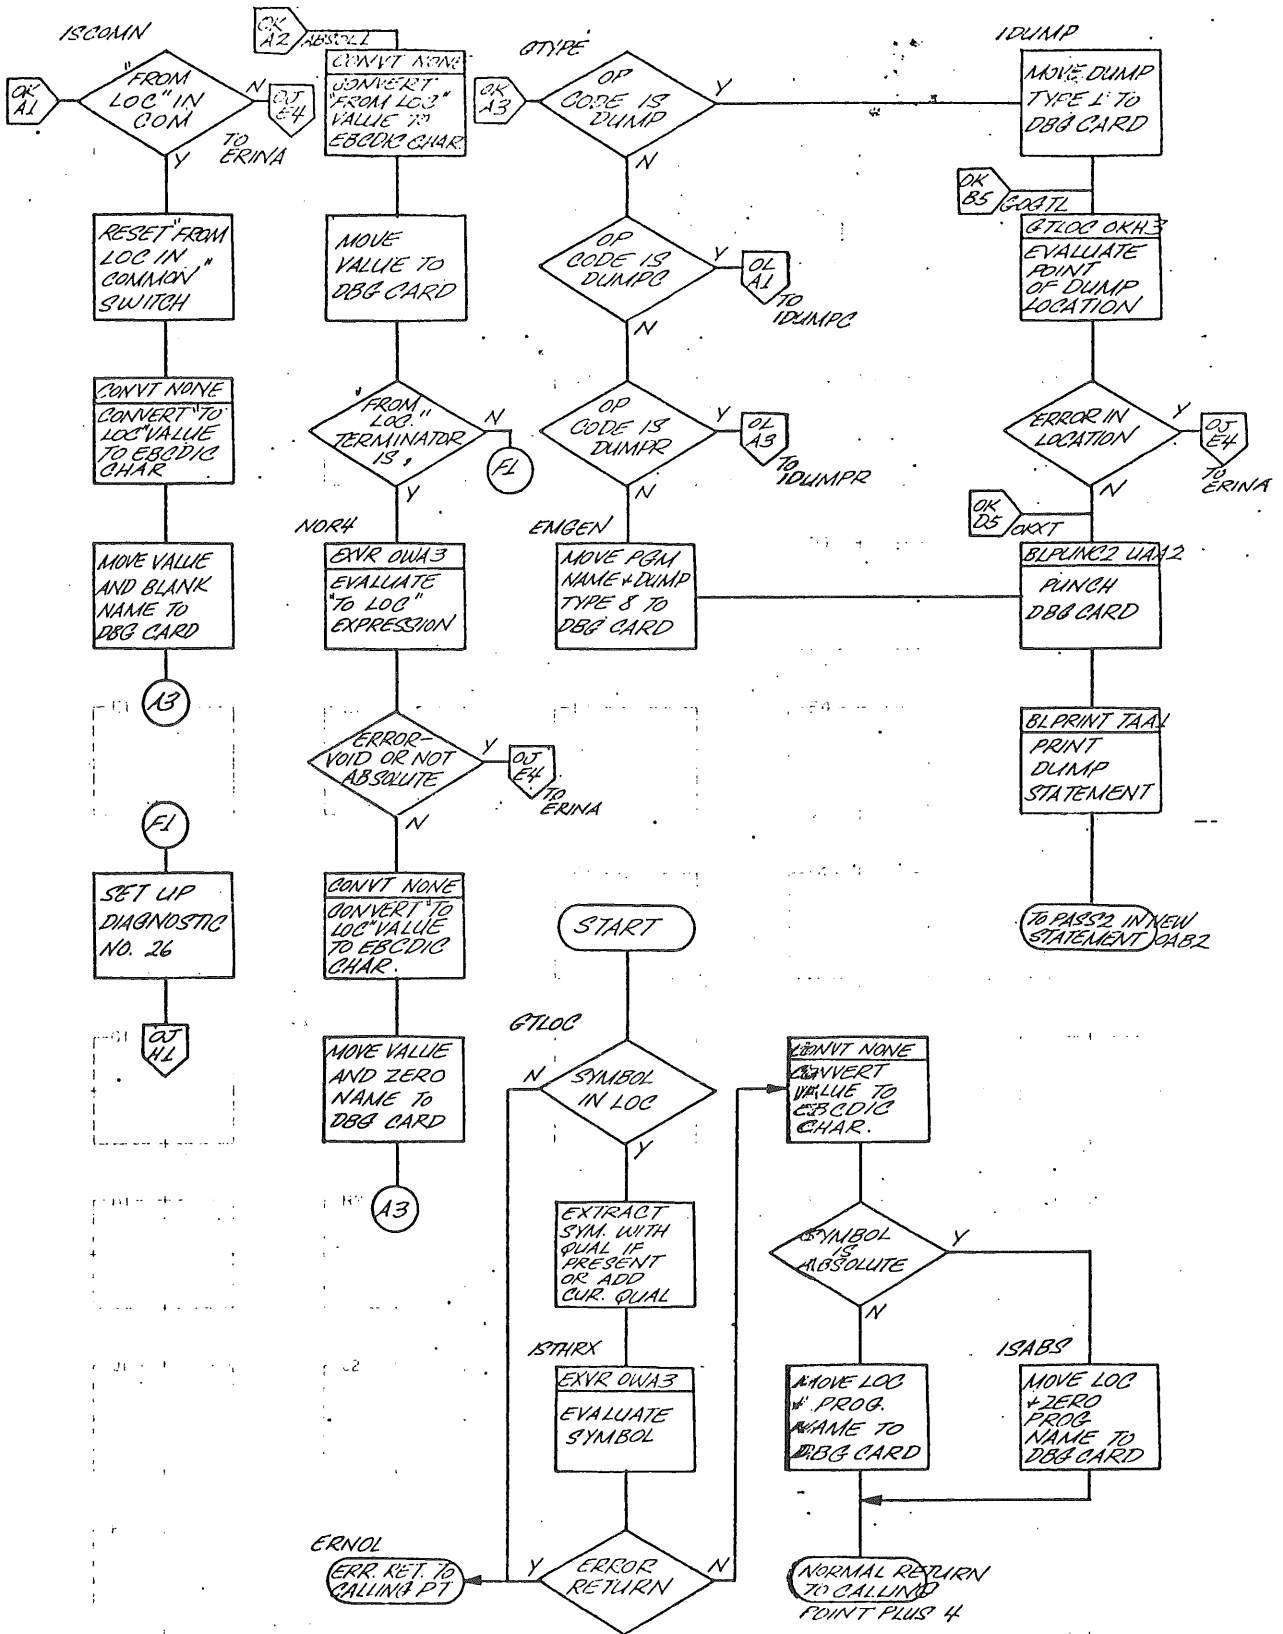 ISCOMN
OK
A1
"FROM
LOC" IN
COM
N
OJ
E4
TO
ERINA
Y
RESET "FROM
LOC IN
COMMON"
SWITCH
CONVT NONE
CONVERT "TO
LOC" VALUE
TO EBCDIC
CHAR
MOVE VALUE
AND BLANK
NAME TO
DBG CARD
A3
F1
SET UP
DIAGNOSTIC
NO. 26
OJ
H1
OK
A2
ABSOL1
CONVT NONE
CONVERT
"FROM LOC"
VALUE TO
EBCDIC CHAR.
MOVE
VALUE TO
DBG CARD
"FROM
LOC."
TERMINATOR
IS ,
N
F1
Y
NOR4
EXVR OWA3
EVALUATE
"TO LOC"
EXPRESSION
ERROR-
VOID OR NOT
ABSOLUTE
Y
OJ
E4
TO
ERINA
N
CONVT NONE
CONVERT "TO
LOC" VALUE
TO EBCDIC
CHAR.
MOVE VALUE
AND ZERO
NAME TO
DBG CARD
A3
GTYPE
OK
A3
OP
CODE IS
DUMP
Y
N
OP
CODE IS
DUMPC
Y
OL
A1
TO
IDUMPC
N
OP
CODE IS
DUMPR
Y
OL
A3
TO
IDUMPR
N
EMGEN
MOVE PGM
NAME + DUMP
TYPE 8 TO
DBG CARD
IDUMP
MOVE DUMP
TYPE 1 TO
DBG CARD
OK
B5
GOGTL
GTLOC OKH3
EVALUATE
POINT
OF DUMP
LOCATION
ERROR IN
LOCATION
Y
OJ
E4
TO
ERINA
N
OK
D5
OKXT
BLPUNC2 UAA2
PUNCH
DBG CARD
BLPRINT TAA1
PRINT
DUMP
STATEMENT
TO PASS2 IN NEW
STATEMENT OAB2
START
GTLOC
N
SYMBOL
IN LOC
Y
EXTRACT
SYM. WITH
QUAL IF
PRESENT
OR ADD
CUR. QUAL
ISTHRX
EXVR OWA3
EVALUATE
SYMBOL
ERNOL
ERR. RET. TO
CALLING PT
Y
ERROR
RETURN
N
CONVT NONE
CONVERT
VALUE TO
EBCDIC
CHAR.
SYMBOL
IS
ABSOLUTE
Y
N
MOVE LOC
+ PROG.
NAME TO
DBG CARD
ISABS
MOVE LOC
+ ZERO
PROG
NAME TO
DBG CARD
NORMAL RETURN
TO CALLING
POINT PLUS 4